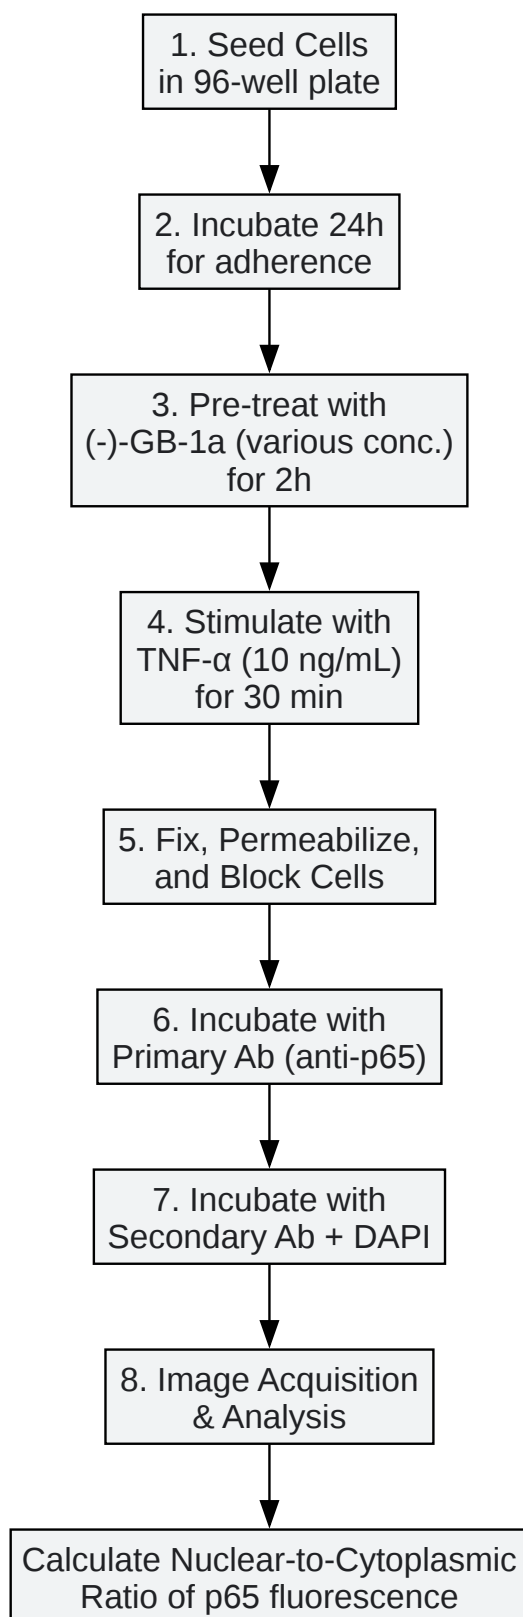 1. Seed Cells
in 96-well plate
2. Incubate 24h
for adherence
3. Pre-treat with
(-)-GB-1a (various conc.)
for 2h
4. Stimulate with
TNF-α (10 ng/mL)
for 30 min
5. Fix, Permeabilize,
and Block Cells
6. Incubate with
Primary Ab (anti-p65)
7. Incubate with
Secondary Ab + DAPI
8. Image Acquisition
& Analysis
Calculate Nuclear-to-Cytoplasmic
Ratio of p65 fluorescence